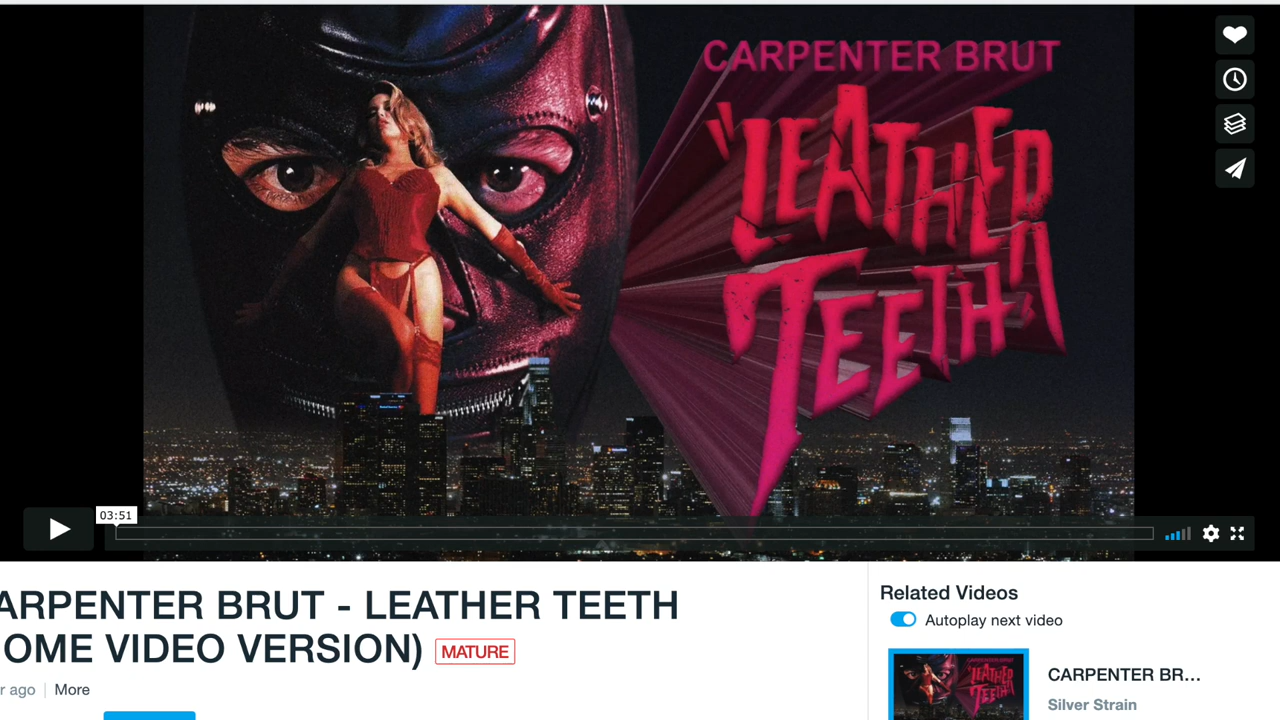 CARPENTER BRUT
"LEATHER
TEETH"
03:51
ARPENTER BRUT - LEATHER TEETH
OME VIDEO VERSION) MATURE
r ago | More
Related Videos
Autoplay next video
CARPENTER BR...
Silver Strain